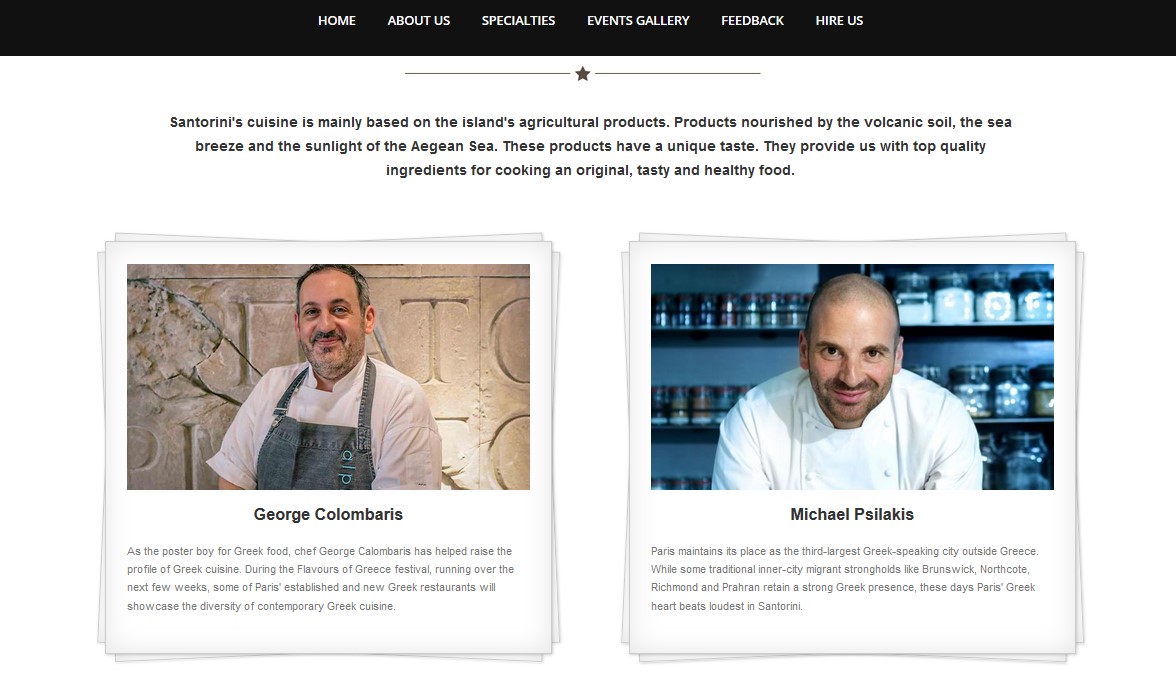 HOME ABOUT US SPECIALTIES EVENTS GALLERY FEEDBACK HIRE US
Santorini's cuisine is mainly based on the island's agricultural products. Products nourished by the volcanic soil, the sea
breeze and the sunlight of the Aegean Sea. These products have a unique taste. They provide us with top quality
ingredients for cooking an original, tasty and healthy food.
George Colombaris
As the poster boy for Greek food, chef George Calombaris has helped raise the
profile of Greek cuisine. During the Flavours of Greece festival, running over the
next few weeks, some of Paris' established and new Greek restaurants will
showcase the diversity of contemporary Greek cuisine.
Michael Psilakis
Paris maintains its place as the third-largest Greek-speaking city outside Greece.
While some traditional inner-city migrant strongholds like Brunswick, Northcote,
Richmond and Prahran retain a strong Greek presence, these days Paris' Greek
heart beats loudest in Santorini.